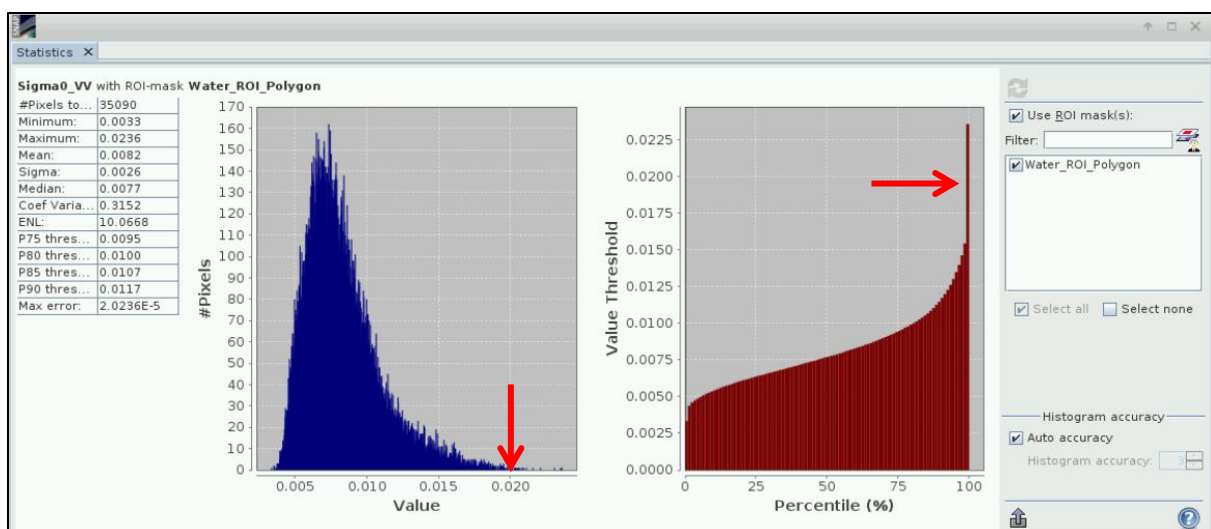 SNAP
Statistics X
Sigma0_VV with ROI-mask Water_ROI_Polygon
#Pixels to... 35090
Minimum: 0.0033
Maximum: 0.0236
Mean: 0.0082
Sigma: 0.0026
Median: 0.0077
Coef Varia... 0.3152
ENL: 10.0668
P75 thres... 0.0095
P80 thres... 0.0100
P85 thres... 0.0107
P90 thres... 0.0117
Max error: 2.0236E-5
#Pixels
170
160
150
140
130
120
110
100
90
80
70
60
50
40
30
20
10
0
0.005 0.010 0.015 0.020
Value
Value Threshold
0.0225
0.0200
0.0175
0.0150
0.0125
0.0100
0.0075
0.0050
0.0025
0.0000
0 25 50 75 100
Percentile (%)
Use ROI mask(s):
Filter:
Water_ROI_Polygon
Select all Select none
Histogram accuracy
Auto accuracy
Histogram accuracy: 3
?